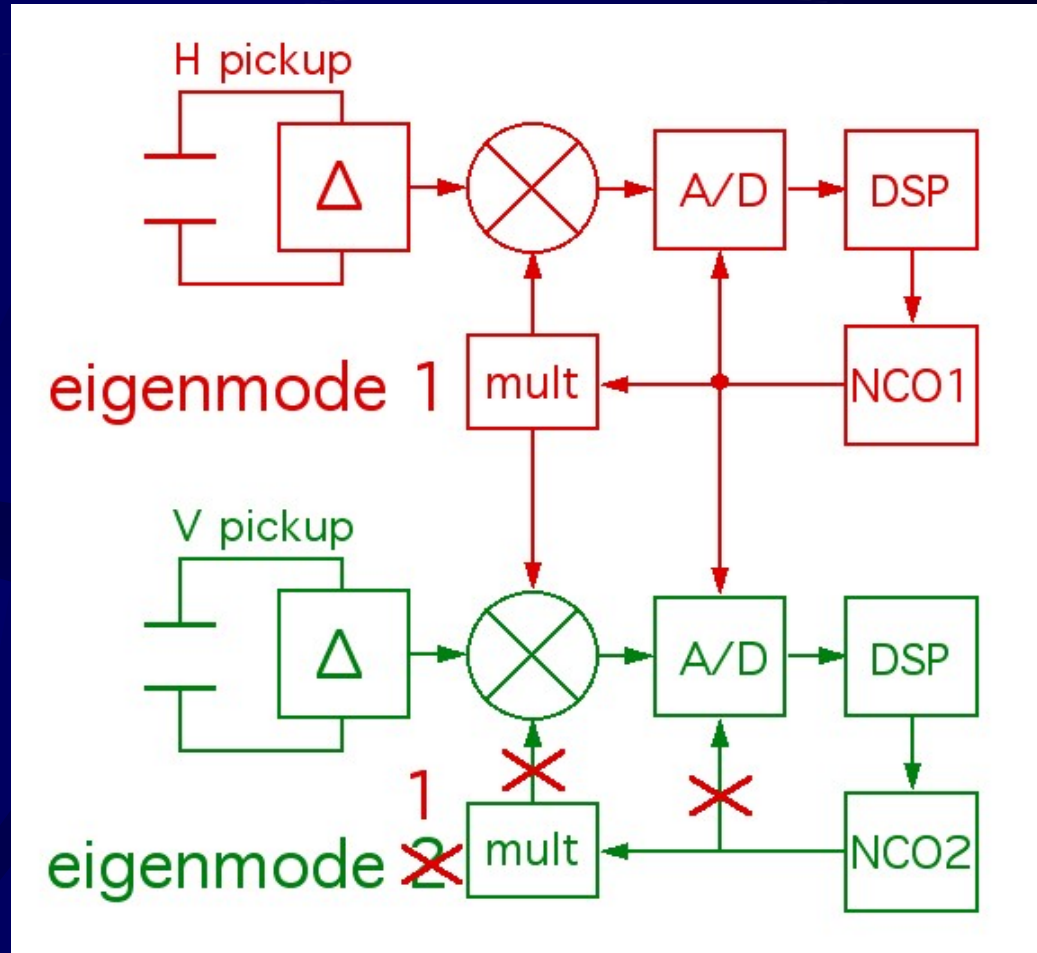 H pickup
Δ
A/D
DSP
eigenmode 1
mult
NCO1
V pickup
Δ
A/D
DSP
1
eigenmode 2
mult
NCO2